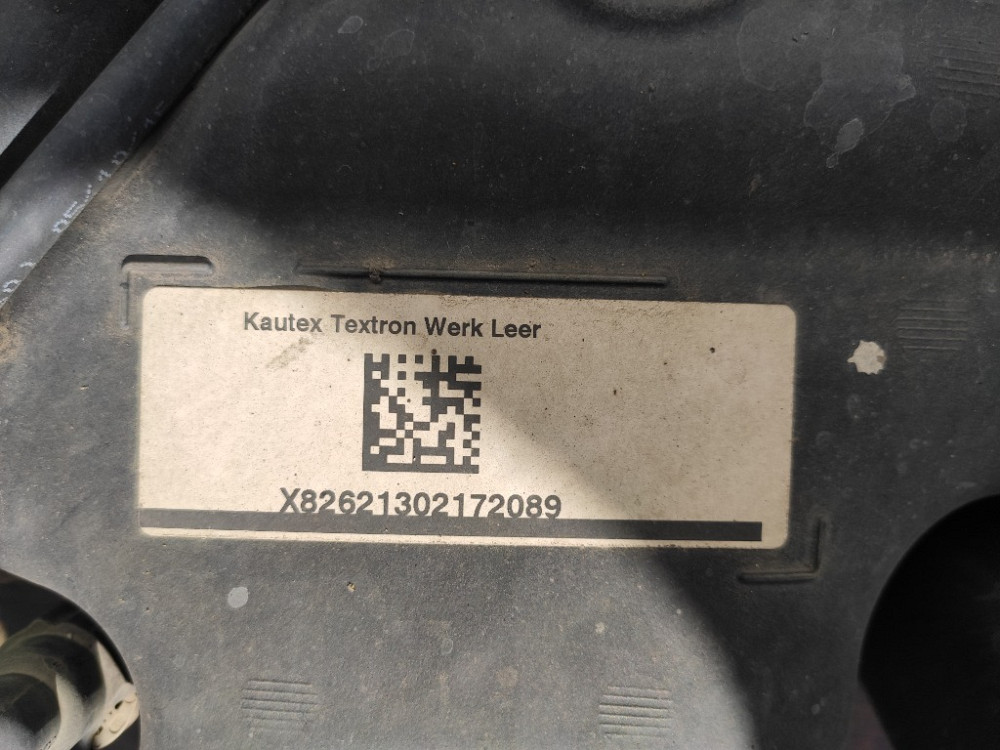 Kautex Textron Werk Leer
X82621302172089